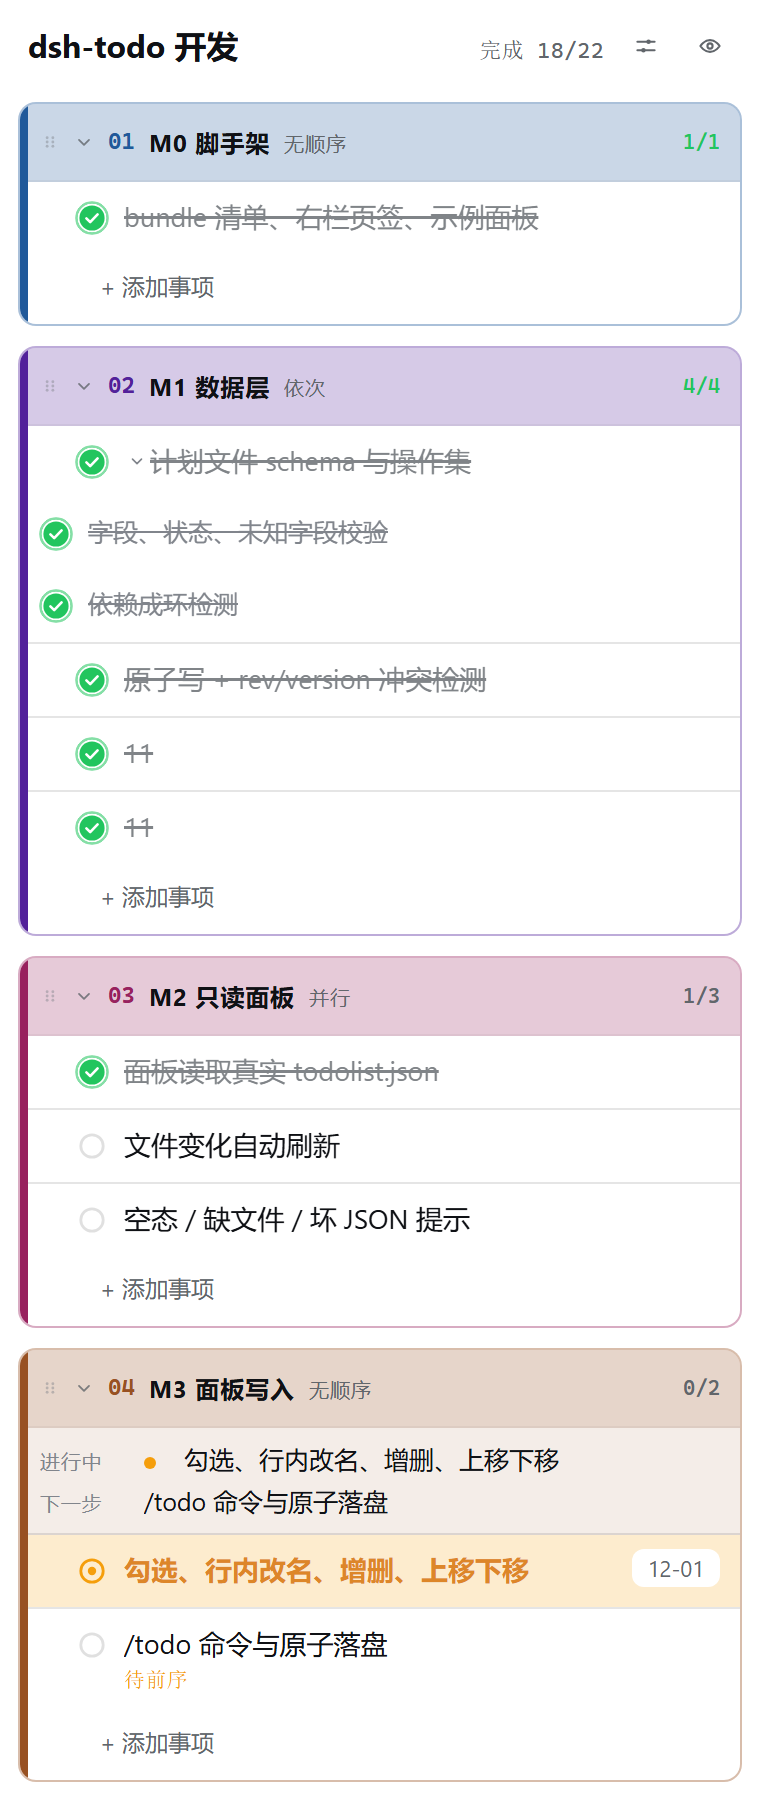 dsh-todo 开发 完成 18/22
01 M0 脚手架 无顺序 1/1
bundle 清单、右栏页签、示例面板
+ 添加事项
02 M1 数据层 依次 4/4
计划文件 schema 与操作集
字段、状态、未知字段校验
依赖成环检测
原子写 + rev/version 冲突检测
11
11
+ 添加事项
03 M2 只读面板 并行 1/3
面板读取真实 todolist.json
文件变化自动刷新
空态 / 缺文件 / 坏 JSON 提示
+ 添加事项
04 M3 面板写入 无顺序 0/2
进行中 勾选、行内改名、增删、上移下移
下一步 /todo 命令与原子落盘
勾选、行内改名、增删、上移下移 12-01
/todo 命令与原子落盘
待前序
+ 添加事项